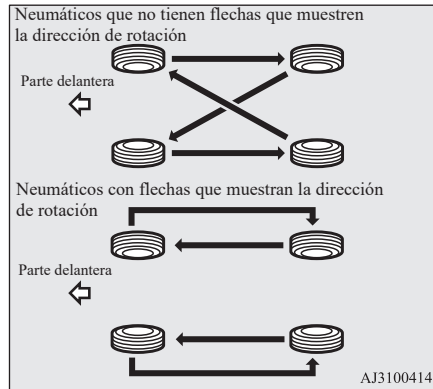 Neumáticos que no tienen flechas que muestren
la dirección de rotación
Parte delantera
Neumáticos con flechas que muestran la dirección
de rotación
Parte delantera
AJ3100414